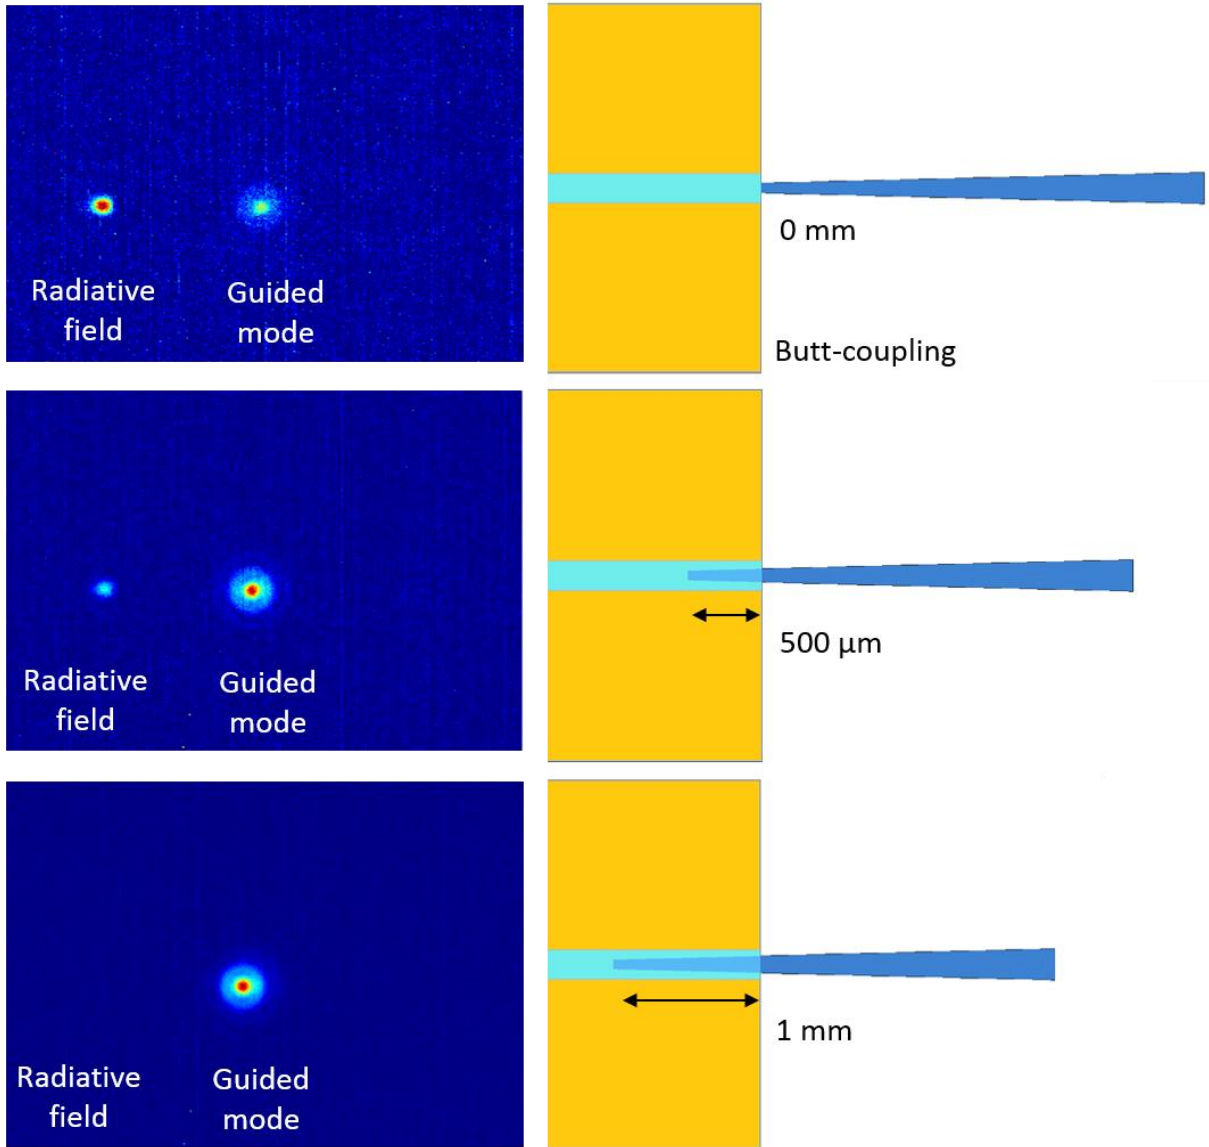 Radiative
field
Guided
mode
0 mm
Butt-coupling
Radiative
field
Guided
mode
500 µm
Radiative
field
Guided
mode
1 mm